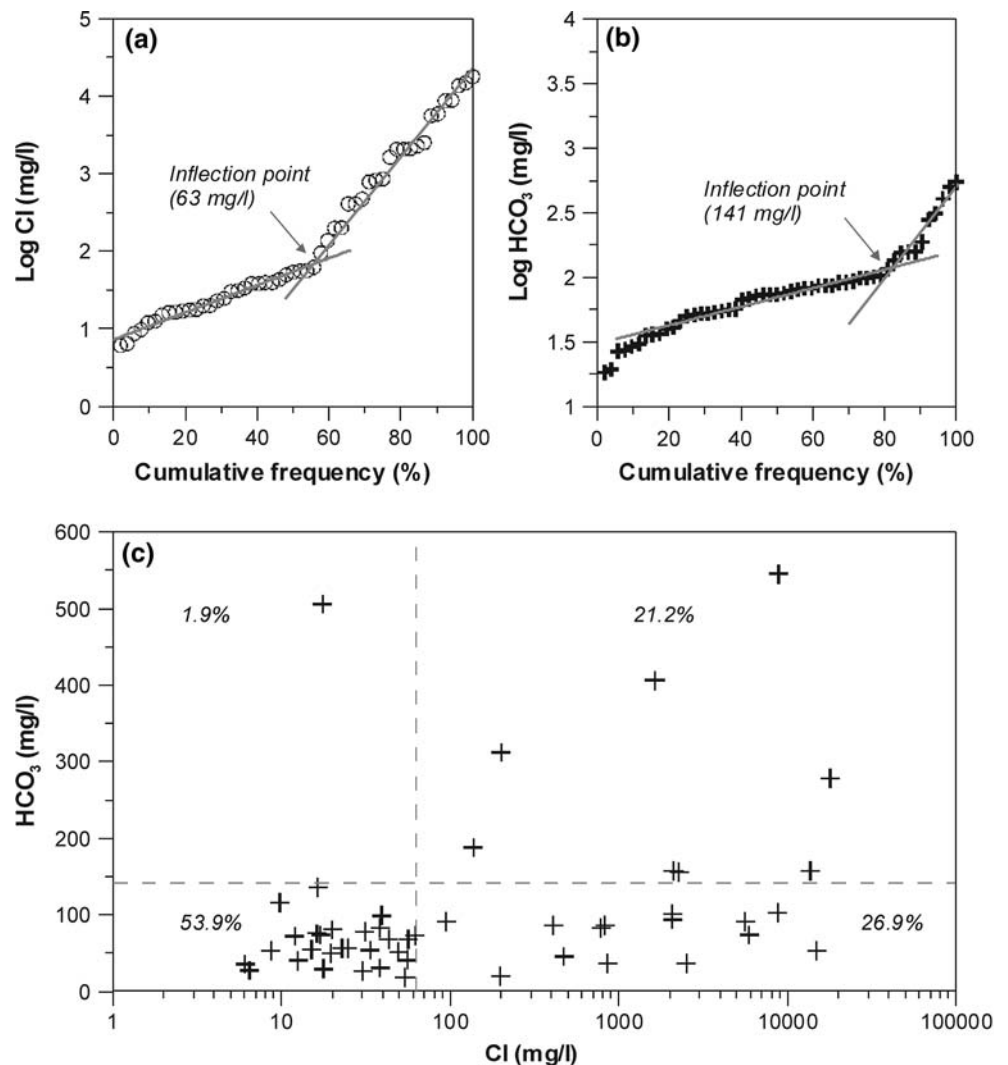 (a)
Log Cl (mg/l)
5
4
3
2
1
0
Inflection point
(63 mg/l)
0 20 40 60 80 100
Cumulative frequency (%)
(b)
Log HCO3 (mg/l)
4
3.5
3
2.5
2
1.5
1
Inflection point
(141 mg/l)
0 20 40 60 80 100
Cumulative frequency (%)
(c)
HCO3 (mg/l)
600
500
400
300
200
100
0
1.9%
21.2%
53.9%
26.9%
1 10 100 1000 10000 100000
Cl (mg/l)